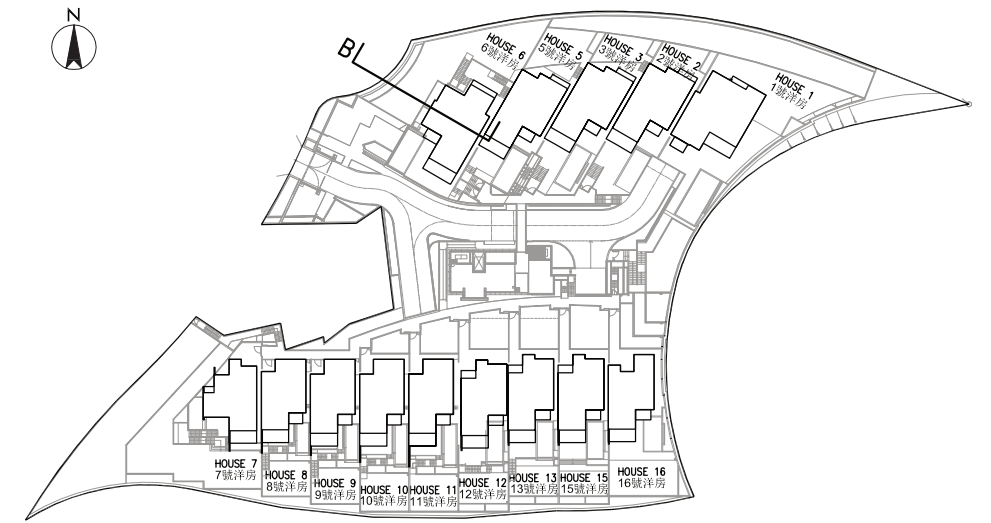 N
B
HOUSE 6
6號洋房
HOUSE 5
5號洋房
HOUSE 3
3號洋房
HOUSE 2
2號洋房
HOUSE 1
1號洋房
HOUSE 7
7號洋房
HOUSE 8
8號洋房
HOUSE 9
9號洋房
HOUSE 10
10號洋房
HOUSE 11
11號洋房
HOUSE 12
12號洋房
HOUSE 13
13號洋房
HOUSE 15
15號洋房
HOUSE 16
16號洋房